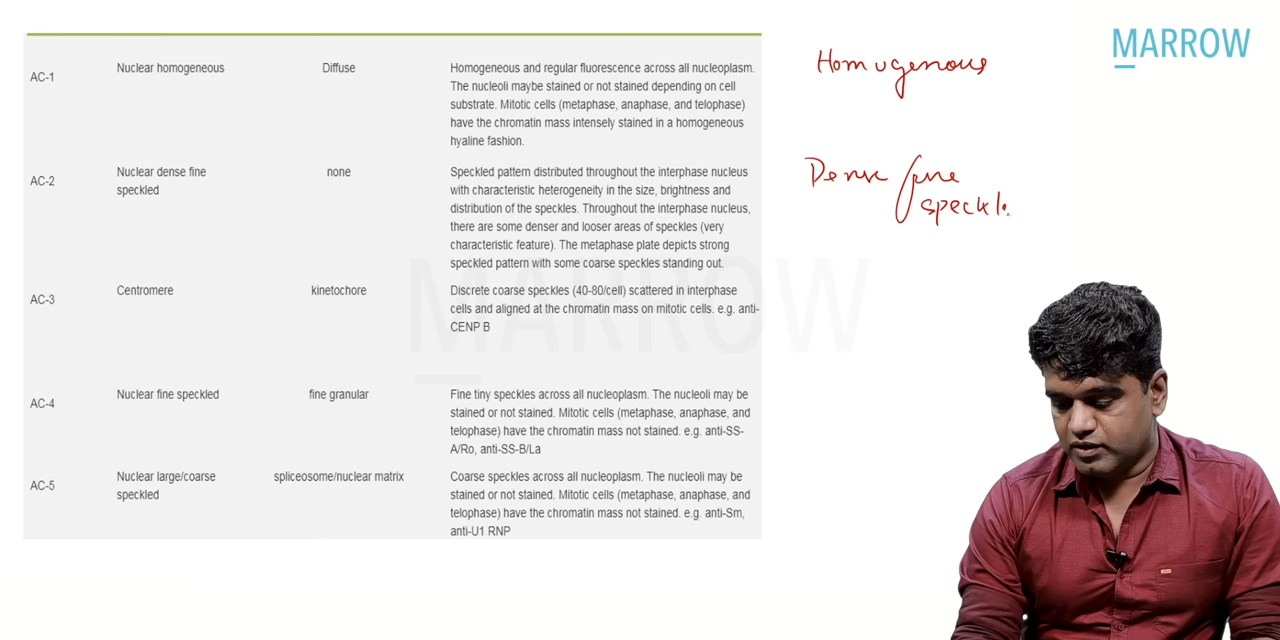 MARROW
AC-1
Nuclear homogeneous
Diffuse
Homogeneous and regular fluorescence across all nucleoplasm.
The nucleoli maybe stained or not stained depending on cell
substrate. Mitotic cells (metaphase, anaphase, and telophase)
have the chromatin mass intensely stained in a homogeneous
hyaline fashion.
Homogenous
AC-2
Nuclear dense fine
speckled
none
Speckled pattern distributed throughout the interphase nucleus
with characteristic heterogeneity in the size, brightness and
distribution of the speckles. Throughout the interphase nucleus,
there are some denser and looser areas of speckles (very
characteristic feature). The metaphase plate depicts strong
speckled pattern with some coarse speckles standing out.
Dense fine
speckl
AC-3
Centromere
kinetochore
Discrete coarse speckles (40-80/cell) scattered in interphase
cells and aligned at the chromatin mass on mitotic cells. e.g. anti-
CENP B
MARROW
AC-4
Nuclear fine speckled
fine granular
Fine tiny speckles across all nucleoplasm. The nucleoli may be
stained or not stained. Mitotic cells (metaphase, anaphase, and
telophase) have the chromatin mass not stained. e.g. anti-SS-
A/Ro, anti-SS-B/La
AC-5
Nuclear large/coarse
speckled
spliceosome/nuclear matrix
Coarse speckles across all nucleoplasm. The nucleoli may be
stained or not stained. Mitotic cells (metaphase, anaphase, and
telophase) have the chromatin mass not stained. e.g. anti-Sm,
anti-U1 RNP